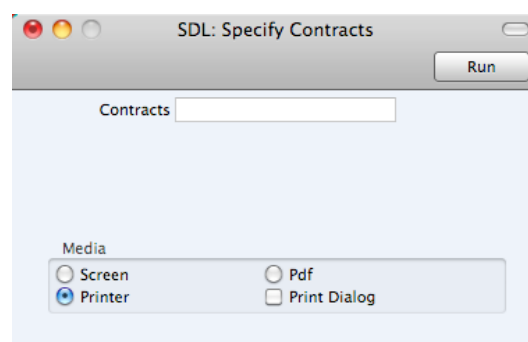 SDL: Specify Contracts
Run
Contracts
Media
Screen
Pdf
Printer
Print Dialog